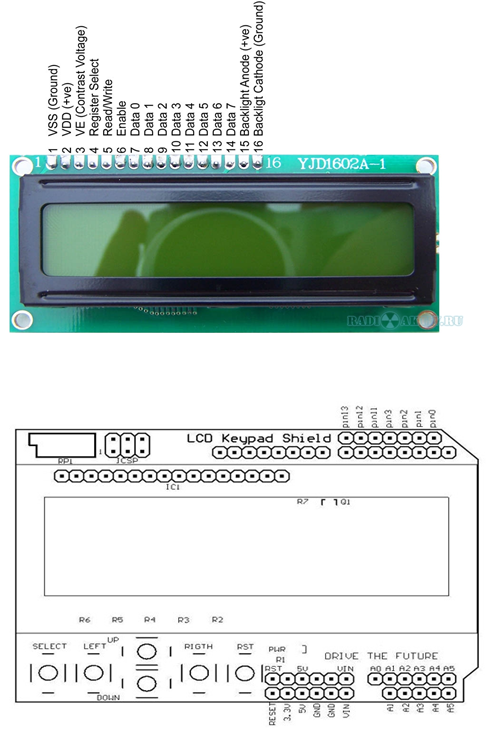 1 VSS (Ground)
2 VDD (+ve)
3 VE (Contrast Voltage)
4 Register Select
5 Read/Write
6 Enable
7 Data 0
8 Data 1
9 Data 2
10 Data 3
11 Data 4
12 Data 5
13 Data 6
14 Data 7
15 Backlight Anode (+ve)
16 Backligt Cathode (Ground)
1
16 YJD1602A-1
pin13
pin12
pin11
pin3
pin2
pin1
pin0
LCD Keypad Shield
RP1
1
ICSP
IC1
R7
Q1
R6 R5 R4 R3 R2
SELECT LEFT UP RIGTH RST
DOWN
PWR
R1
DRIVE THE FUTURE
RST 5V VIN A0 A1 A2 A3 A4 A5
RESET
3.3V
5V
GND
GND
VIN
A1
A2
A3
A4
A5